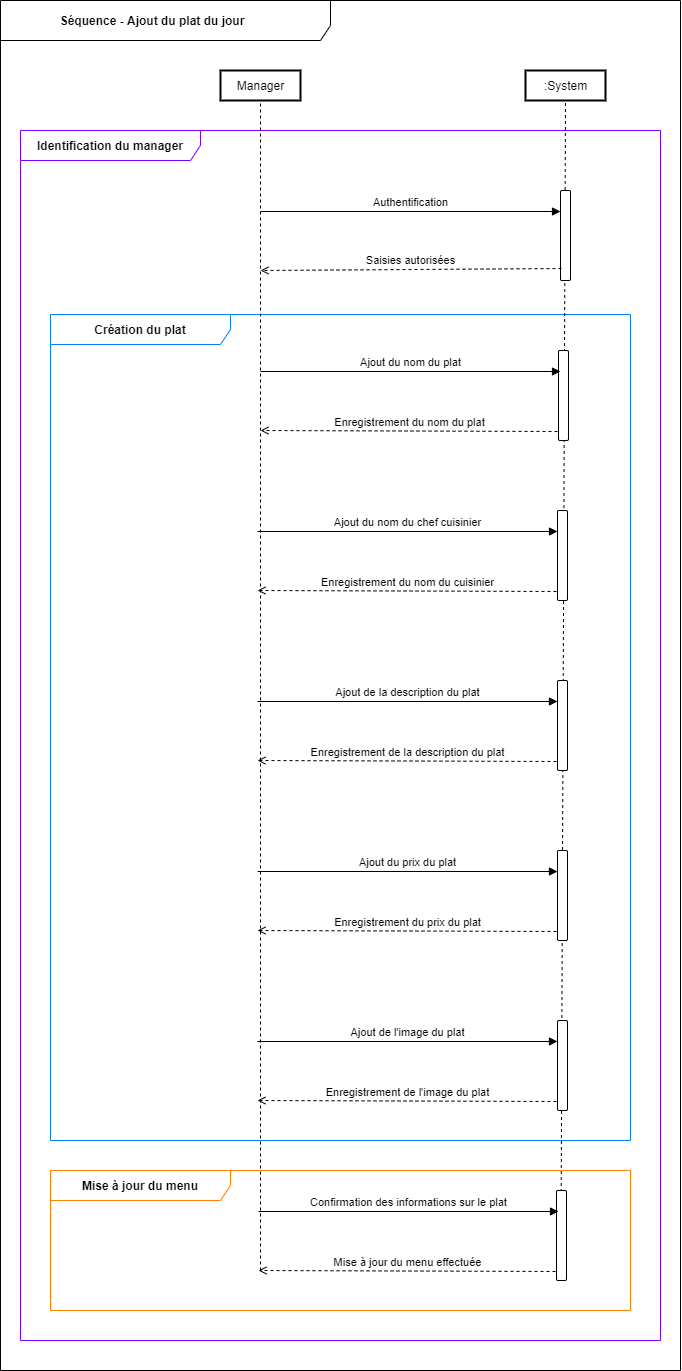 Séquence - Ajout du plat du jour
Manager
:System
Identification du manager
Authentification
Saisies autorisées
Création du plat
Ajout du nom du plat
Enregistrement du nom du plat
Ajout du nom du chef cuisinier
Enregistrement du nom du cuisinier
Ajout de la description du plat
Enregistrement de la description du plat
Ajout du prix du plat
Enregistrement du prix du plat
Ajout de l'image du plat
Enregistrement de l'image du plat
Mise à jour du menu
Confirmation des informations sur le plat
Mise à jour du menu effectuée